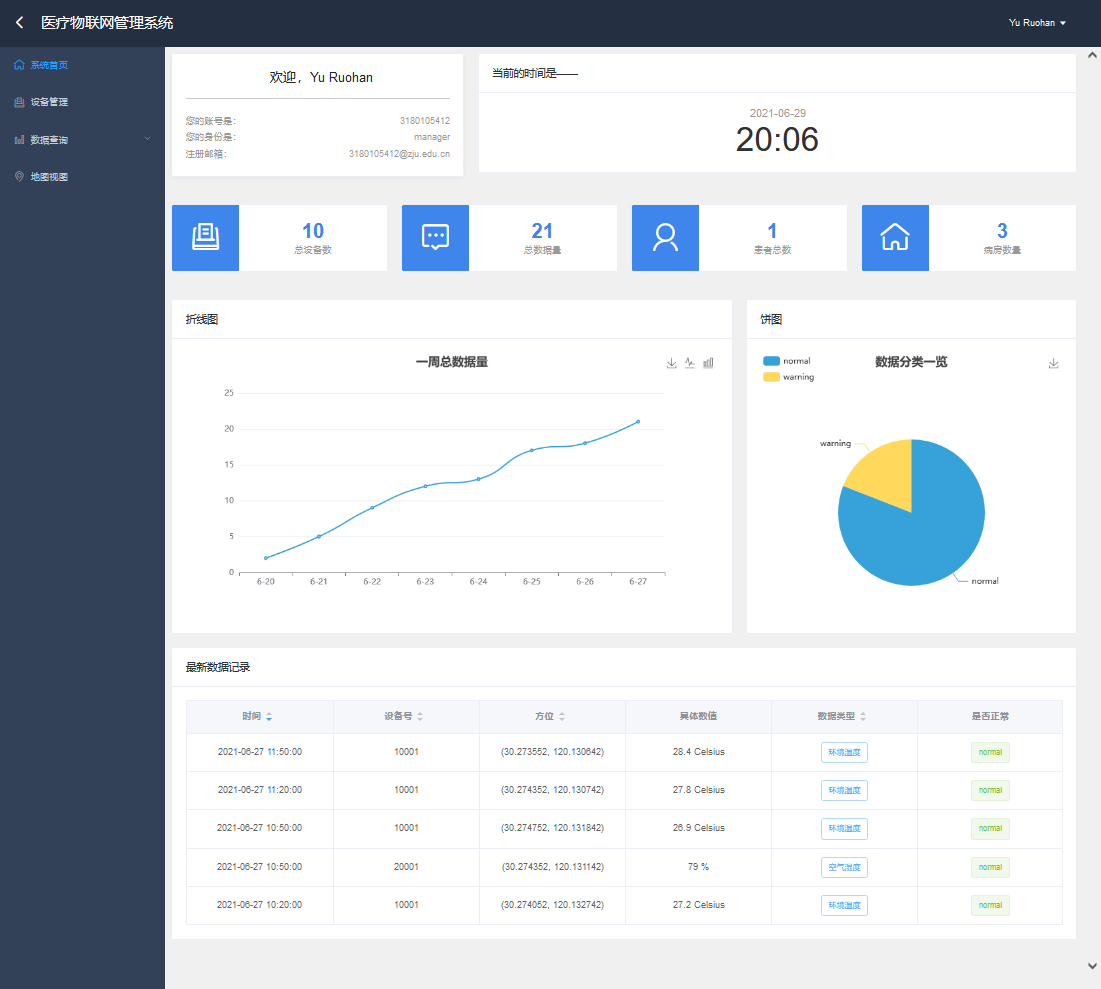 医疗物联网管理系统
Yu Ruohan
系统首页
设备管理
数据查询
地图视图
欢迎，Yu Ruohan
您的账号是: 3180105412
您的身份是: manager
注册邮箱: 3180105412@zju.edu.cn
当前的时间是——
2021-06-29
20:06
10
总设备数
21
总数据量
1
患者总数
3
病房数量
折线图
一周总数据量
25
20
15
10
5
0
6-20 6-21 6-22 6-23 6-24 6-25 6-26 6-27
饼图
数据分类一览
normal
warning
warning
normal
最新数据记录
时间 设备号 方位 具体数值 数据类型 是否正常
2021-06-27 11:50:00 10001 (30.273552, 120.130642) 28.4 Celsius 环境温度 normal
2021-06-27 11:20:00 10001 (30.274352, 120.130742) 27.8 Celsius 环境温度 normal
2021-06-27 10:50:00 10001 (30.274752, 120.131842) 26.9 Celsius 环境温度 normal
2021-06-27 10:50:00 20001 (30.274352, 120.131142) 79 % 空气湿度 normal
2021-06-27 10:20:00 10001 (30.274052, 120.132742) 27.2 Celsius 环境温度 normal